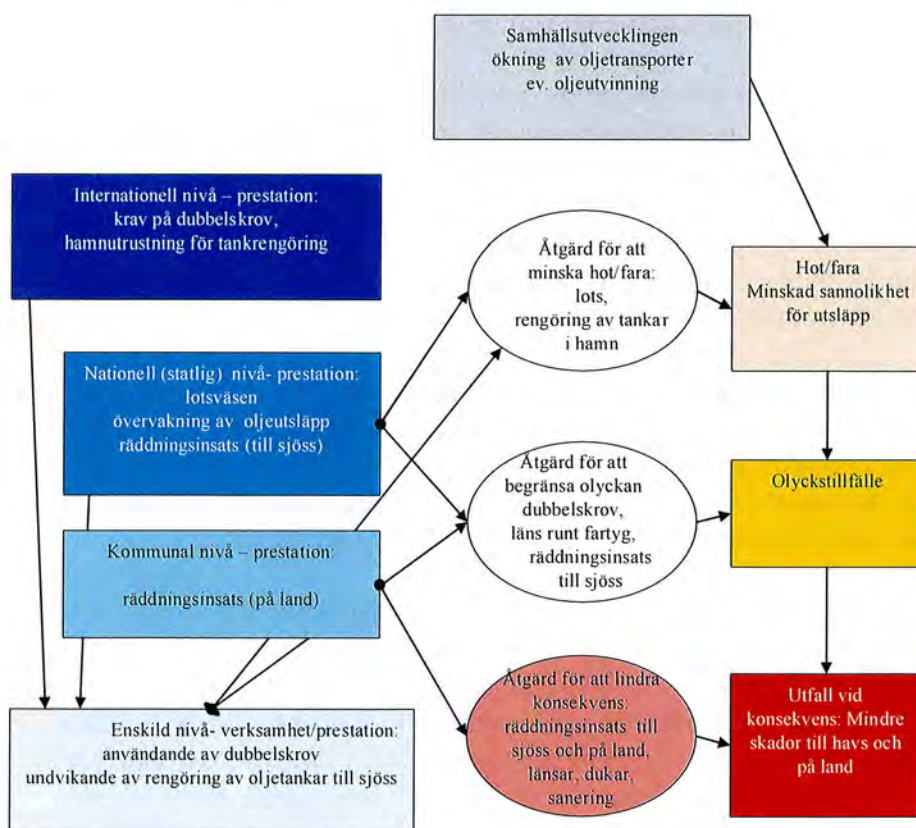 Samhällsutvecklingen
ökning av oljetransporter
ev. oljeutvinning
Internationell nivå – prestation:
krav på dubbelskrov,
hamnutrustning för tankrengöring
Åtgärd för att
minska hot/fara:
lots,
rengöring av tankar
i hamn
Hot/fara
Minskad sannolikhet
för utsläpp
Nationell (statlig) nivå- prestation:
lotsväsen
övervakning av oljeutsläpp
räddningsinsats (till sjöss)
Åtgärd för att
begränsa olyckan
dubbelskrov,
läns runt fartyg,
räddningsinsats
till sjöss
Olyckstillfälle
Kommunal nivå – prestation:
räddningsinsats (på land)
Åtgärd för att lindra
konsekvens:
räddningsinsats till
sjöss och på land,
länsar, dukar,
sanering
Utfall vid
konsekvens: Mindre
skador till havs och
på land
Enskild nivå- verksamhet/prestation:
användande av dubbelskrov
undvikande av rengöring av oljetankar till sjöss